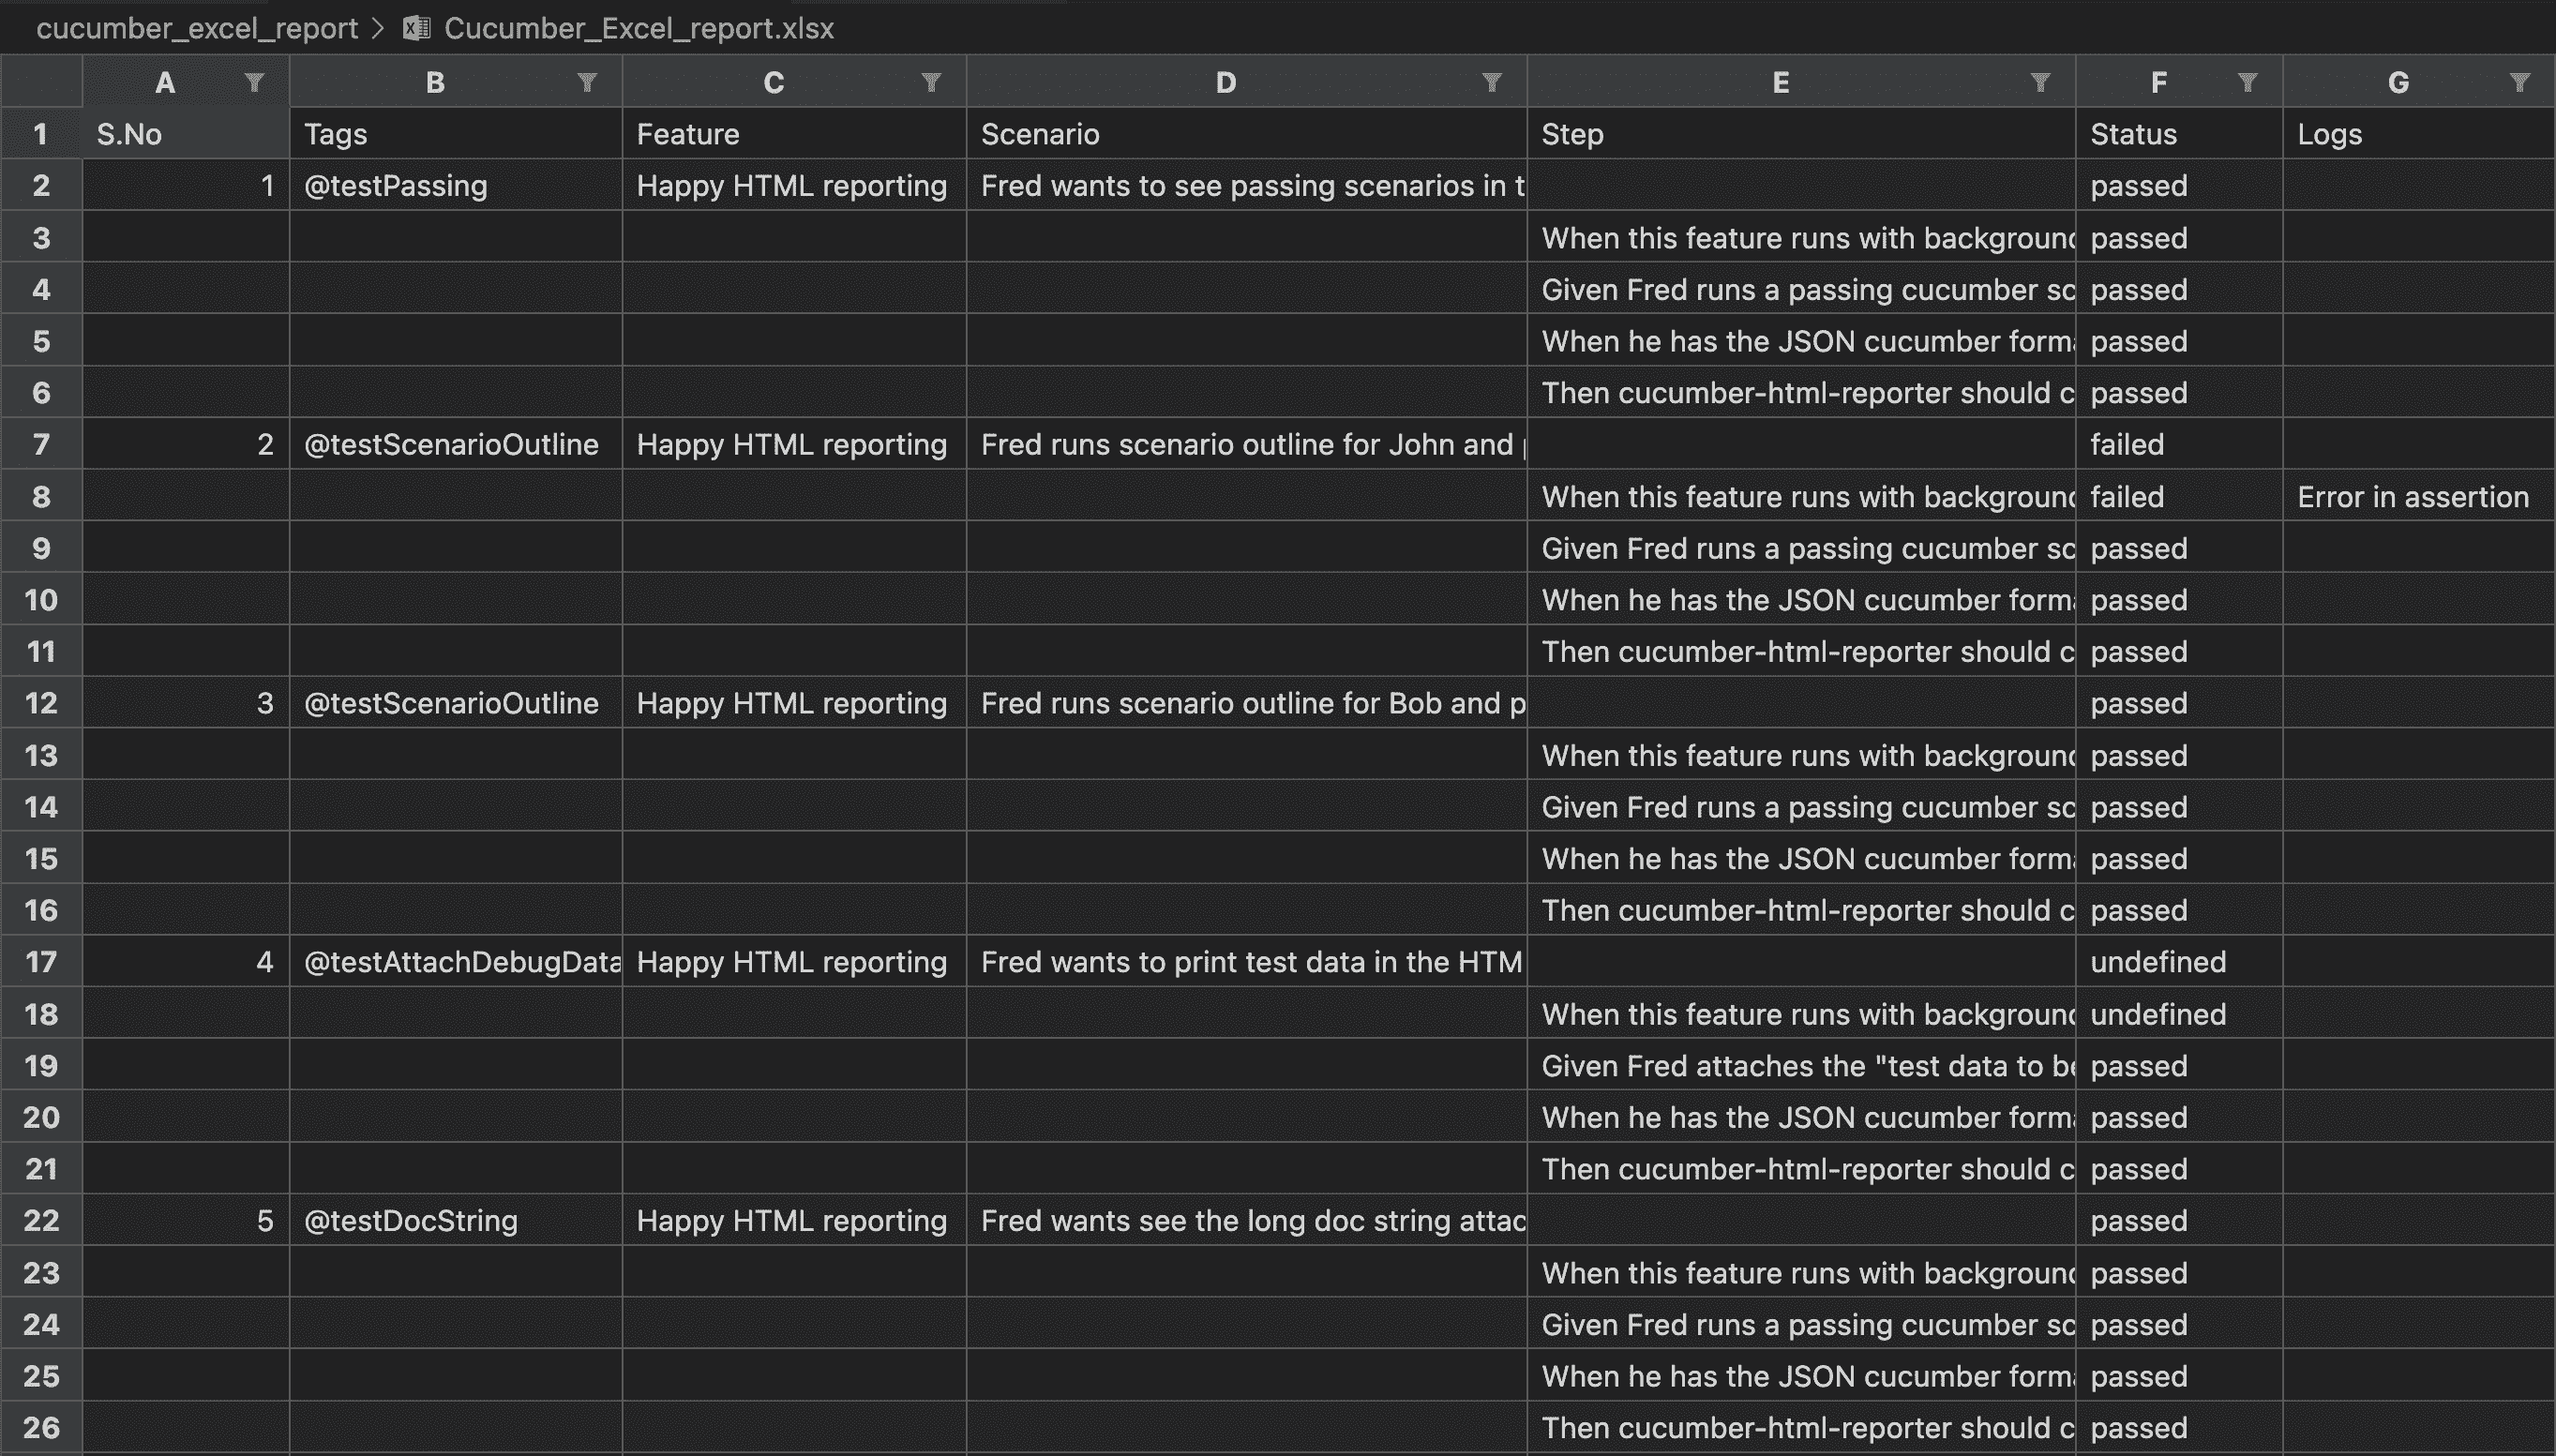 cucumber_excel_report > Cucumber_Excel_report.xlsx
A B C D E F G
1 S.No Tags Feature Scenario Step Status Logs
2 1 @testPassing Happy HTML reporting Fred wants to see passing scenarios in t passed
3 When this feature runs with background passed
4 Given Fred runs a passing cucumber sc passed
5 When he has the JSON cucumber forma passed
6 Then cucumber-html-reporter should c passed
7 2 @testScenarioOutline Happy HTML reporting Fred runs scenario outline for John and failed
8 When this feature runs with background failed Error in assertion
9 Given Fred runs a passing cucumber sc passed
10 When he has the JSON cucumber forma passed
11 Then cucumber-html-reporter should c passed
12 3 @testScenarioOutline Happy HTML reporting Fred runs scenario outline for Bob and p passed
13 When this feature runs with background passed
14 Given Fred runs a passing cucumber sc passed
15 When he has the JSON cucumber forma passed
16 Then cucumber-html-reporter should c passed
17 4 @testAttachDebugData Happy HTML reporting Fred wants to print test data in the HTM undefined
18 When this feature runs with background undefined
19 Given Fred attaches the "test data to be passed
20 When he has the JSON cucumber forma passed
21 Then cucumber-html-reporter should c passed
22 5 @testDocString Happy HTML reporting Fred wants see the long doc string attac passed
23 When this feature runs with background passed
24 Given Fred runs a passing cucumber sc passed
25 When he has the JSON cucumber forma passed
26 Then cucumber-html-reporter should c passed